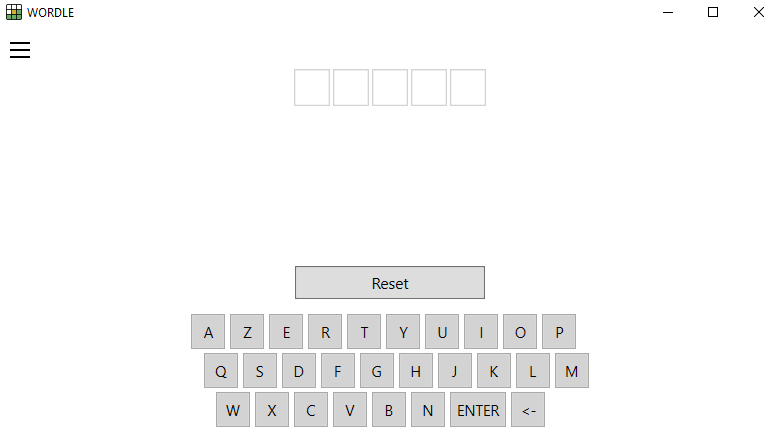 WORDLE
Reset
A Z E R T Y U I O P
Q S D F G H J K L M
W X C V B N ENTER <-